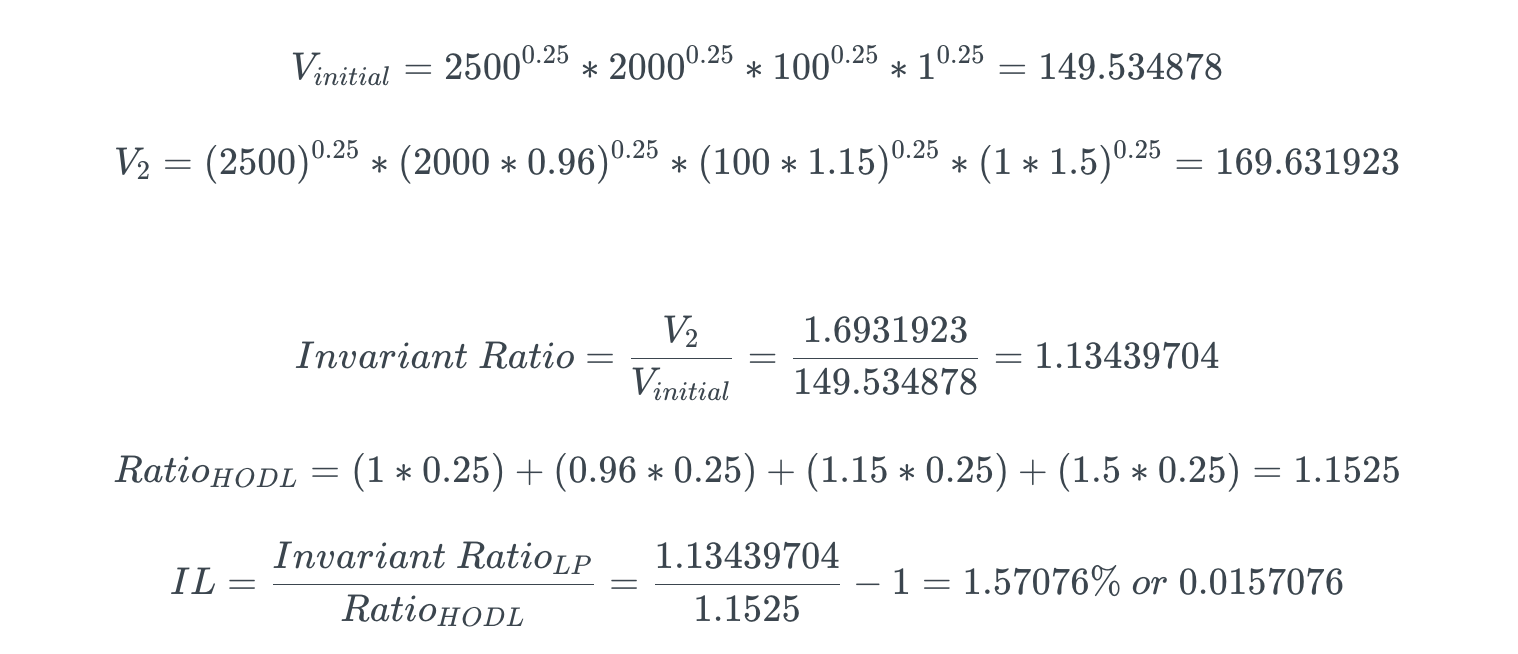 V_initial = 2500^0.25 * 2000^0.25 * 100^0.25 * 1^0.25 = 149.534878
V_2 = (2500)^0.25 * (2000 * 0.96)^0.25 * (100 * 1.15)^0.25 * (1 * 1.5)^0.25 = 169.631923
Invariant Ratio = V_2 / V_initial = 1.6931923 / 149.534878 = 1.13439704
Ratio_HODL = (1 * 0.25) + (0.96 * 0.25) + (1.15 * 0.25) + (1.5 * 0.25) = 1.1525
IL = Invariant Ratio_LP / Ratio_HODL = 1.13439704 / 1.1525 − 1 = 1.57076% or 0.0157076